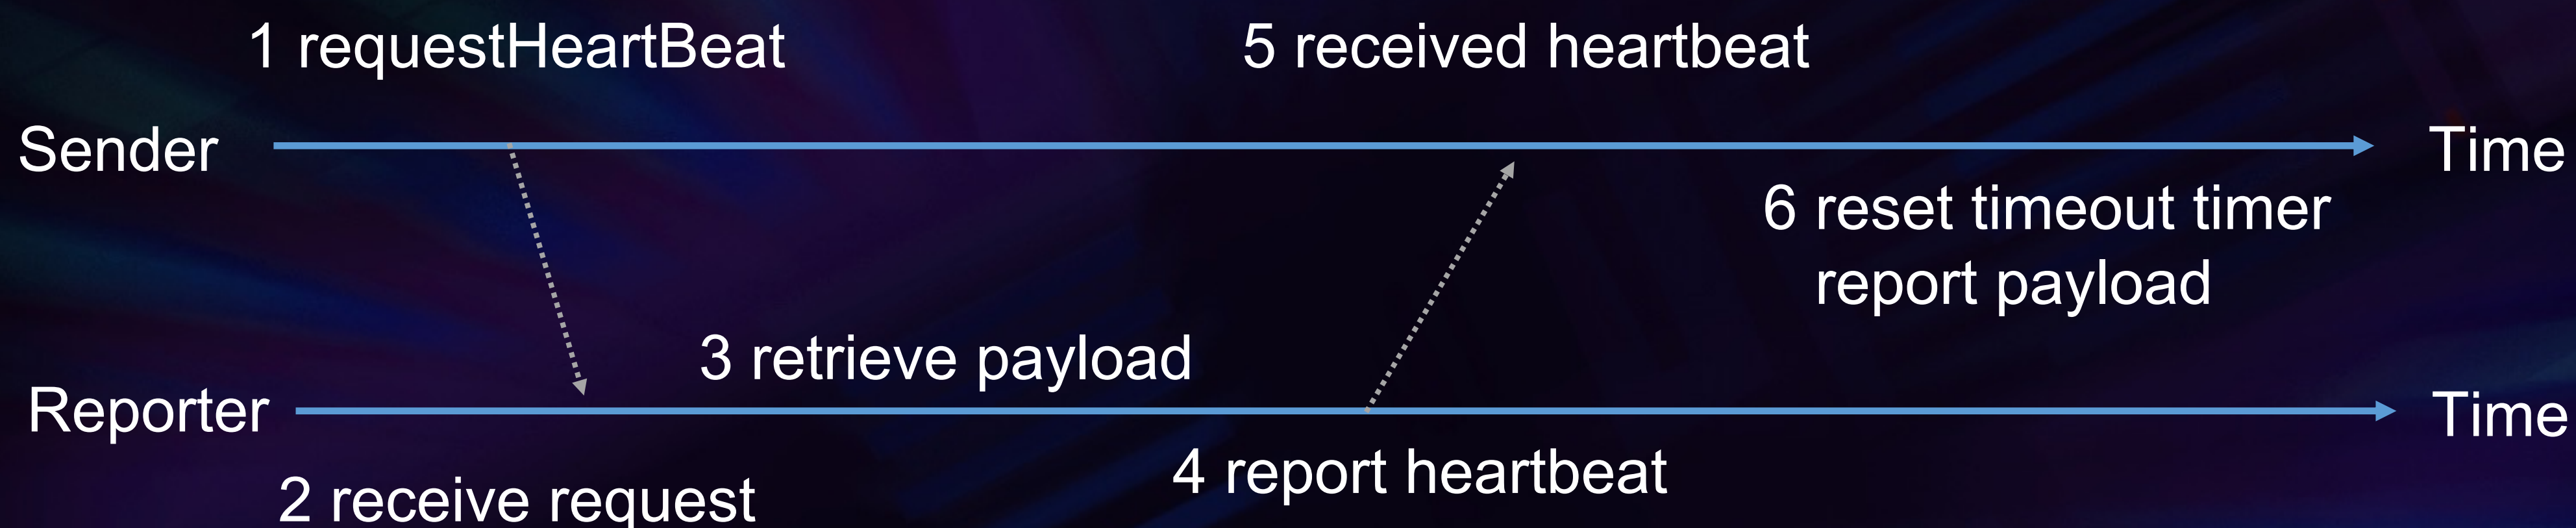 1 requestHeartBeat
5 received heartbeat
Sender
Time
6 reset timeout timer
report payload
3 retrieve payload
Reporter
Time
4 report heartbeat
2 receive request